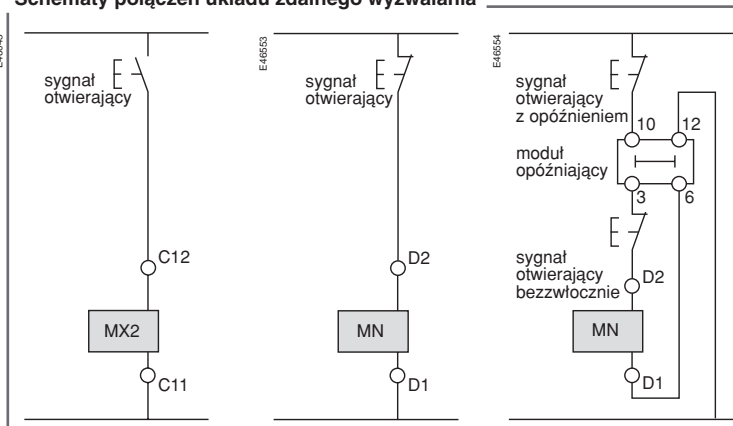 Schematy połączeń układu zdalnego wyzwalania
sygnał
otwierający
C12
MX2
C11
E46553
sygnał
otwierający
D2
MN
D1
E46554
sygnał
otwierający
z opóźnieniem
10
12
moduł
opóźniający
3
6
sygnał
otwierający
bezzwłocznie
D2
MN
D1